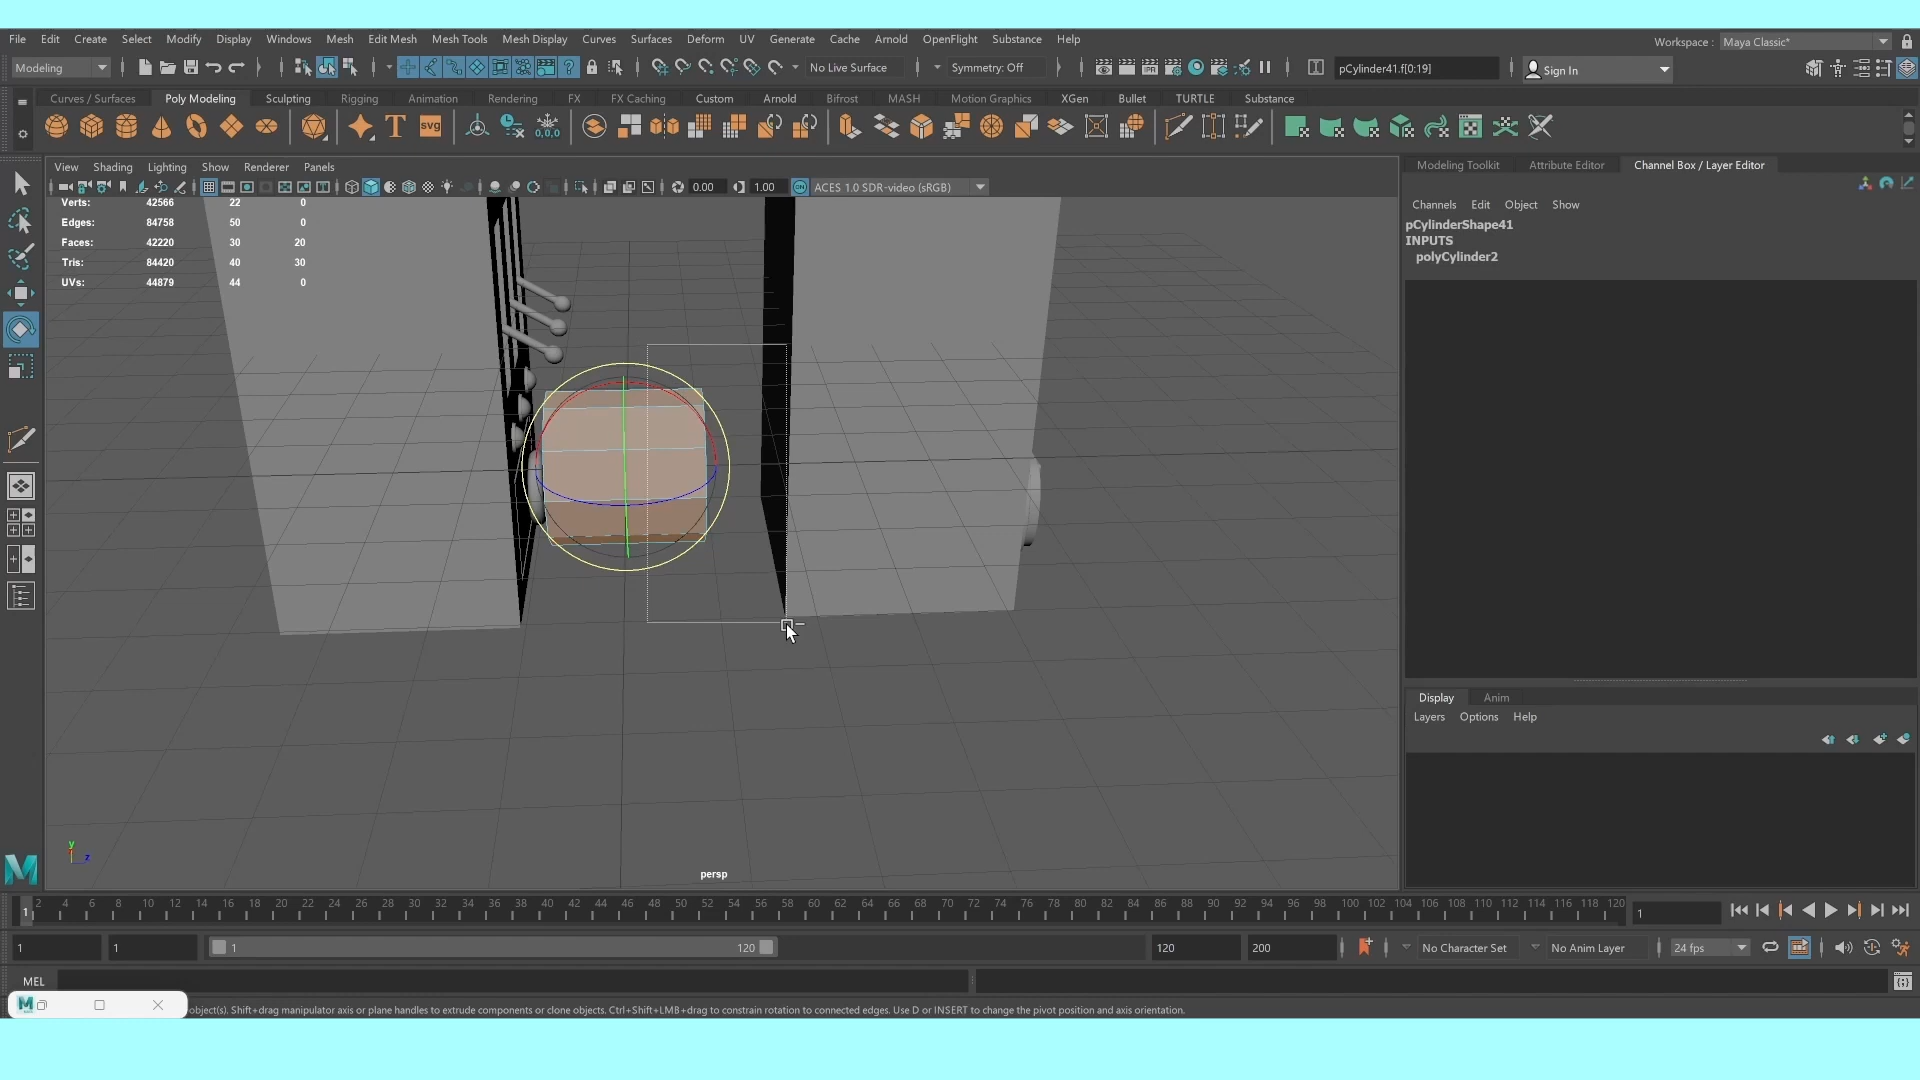 File Edit Create Select Modify Display Windows Mesh Edit Mesh Mesh Tools Mesh Display Curves Surfaces Deform UV Generate Cache Arnold OpenFlight Substance Help
Workspace : Maya Classic*
Modeling No Live Surface Symmetry: Off pCylinder41.f[0:19] Sign In
Curves / Surfaces Poly Modeling Sculpting Rigging Animation Rendering FX FX Caching Custom Arnold Bifrost MASH Motion Graphics XGen Bullet TURTLE Substance
T svg 0,0,0
View Shading Lighting Show Renderer Panels
0.00 1.00 ON ACES 1.0 SDR-video (sRGB)
Verts: 42566 22 0
Edges: 84758 50 0
Faces: 42220 30 20
Tris: 84420 40 30
UVs: 44879 44 0
y
z
persp
Modeling Toolkit Attribute Editor Channel Box / Layer Editor
Channels Edit Object Show
pCylinderShape41
INPUTS
polyCylinder2
Display Anim
Layers Options Help
M
1 2 4 6 8 10 12 14 16 18 20 22 24 26 28 30 32 34 36 38 40 42 44 46 48 50 52 54 56 58 60 62 64 66 68 70 72 74 76 78 80 82 84 86 88 90 92 94 96 98 100 102 104 106 108 110 112 114 116 118 120 1
1 1 1 120 120 200 No Character Set No Anim Layer 24 fps
MEL
M object(s). Shift+drag manipulator axis or plane handles to extrude components or clone objects. Ctrl+Shift+LMB+drag to constrain rotation to connected edges. Use D or INSERT to change the pivot position and axis orientation.